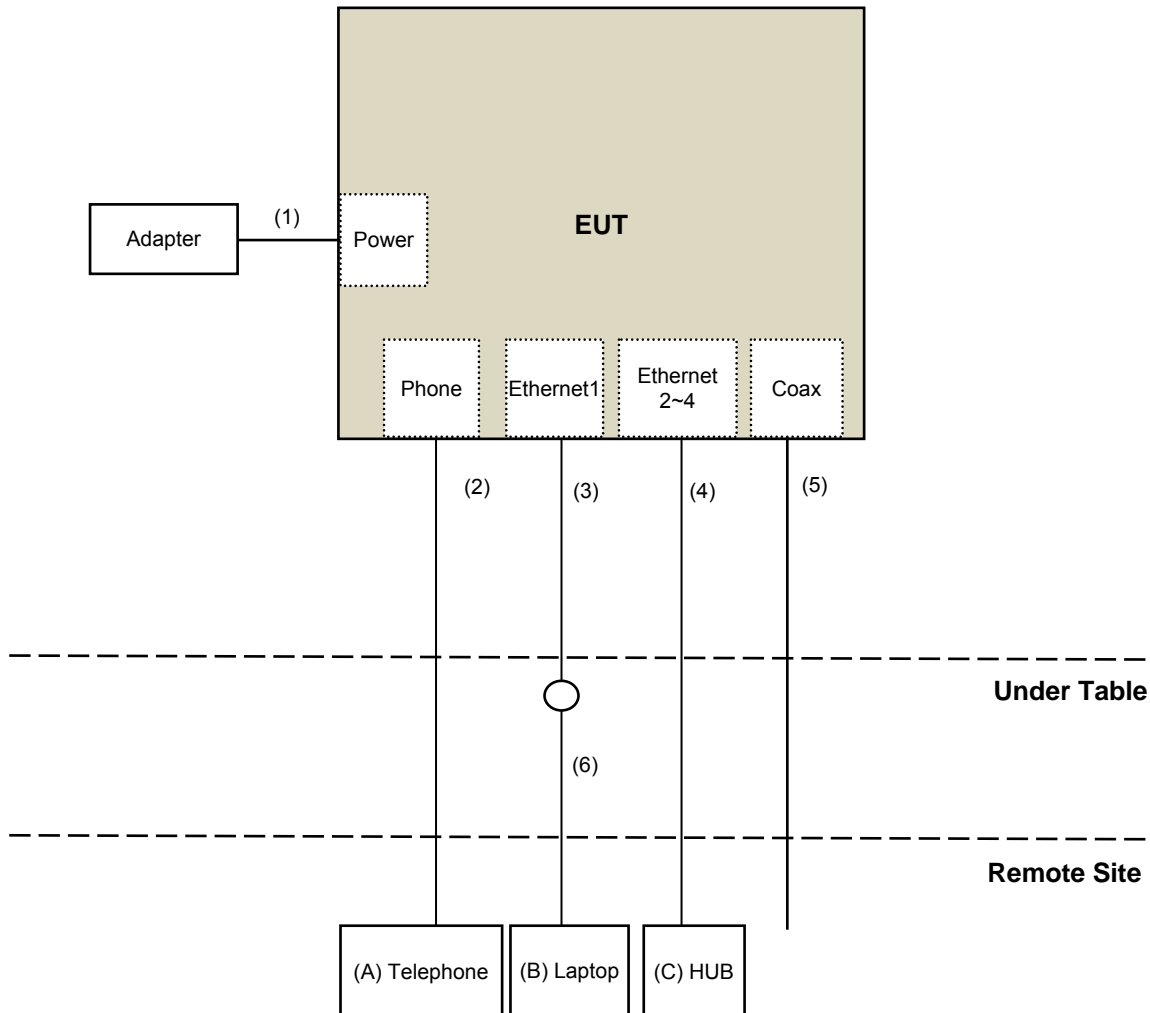 EUT
(1)
Adapter
Power
Phone
Ethernet1
Ethernet
2~4
Coax
(2)
(3)
(4)
(5)
Under Table
(6)
Remote Site
(A) Telephone
(B) Laptop
(C) HUB